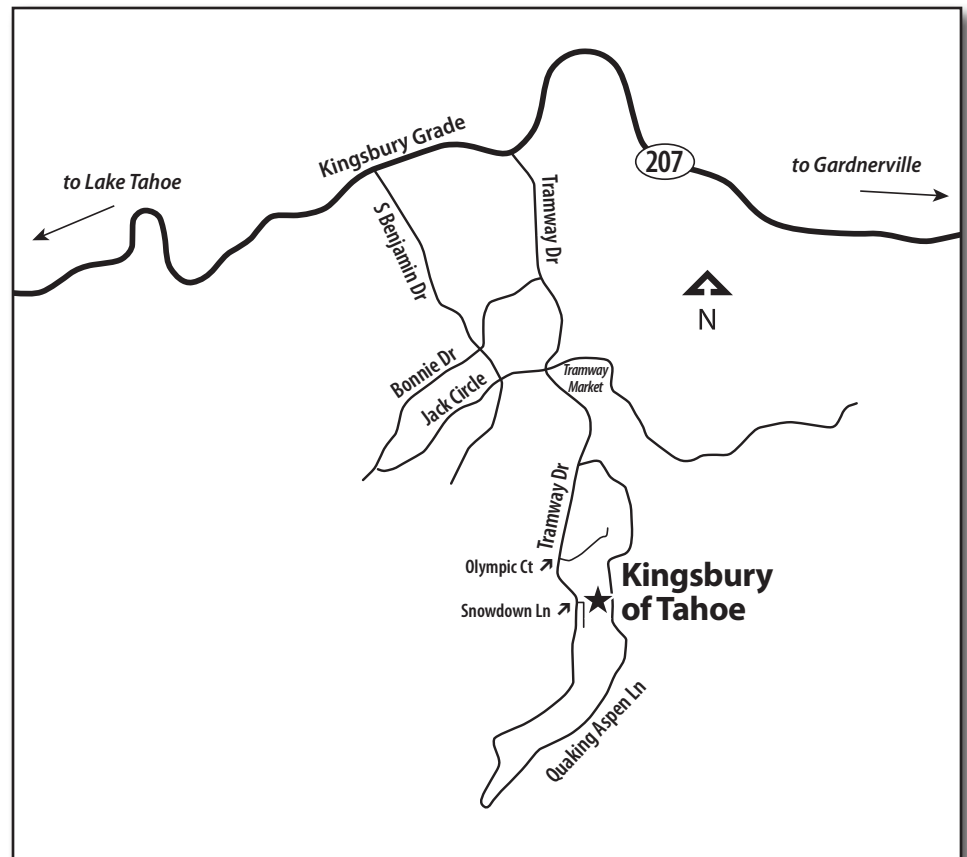 Kingsbury Grade
207
to Gardnerville
to Lake Tahoe
S Benjamin Dr
Tramway Dr
N
Bonnie Dr
Jack Circle
Tramway
Market
Tramway Dr
Olympic Ct
Kingsbury
of Tahoe
Snowdown Ln
Quaking Aspen Ln